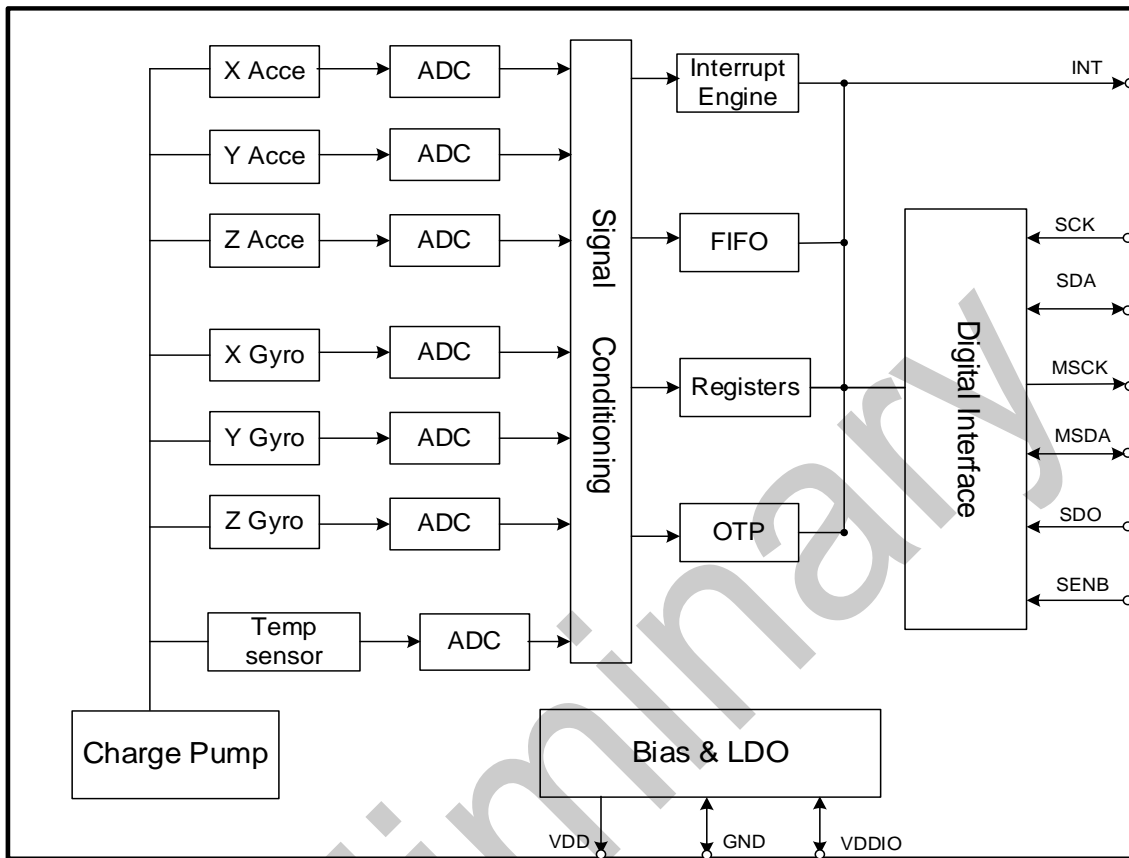 X Acce
ADC
Interrupt
Engine
INT
Y Acce
ADC
Z Acce
ADC
FIFO
SCK
SDA
X Gyro
ADC
Registers
MSCK
Y Gyro
ADC
MSDA
Z Gyro
ADC
OTP
SDO
SENB
Signal Conditioning
Digital Interface
Temp
sensor
ADC
Charge Pump
Bias & LDO
VDD
GND
VDDIO
liminary